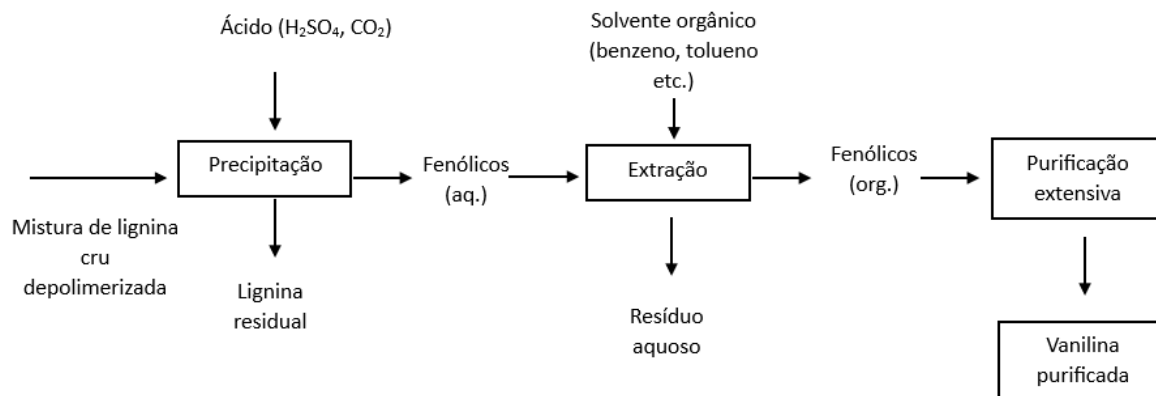 Ácido (H₂SO₄, CO₂)
Solvente orgânico
(benzeno, tolueno
etc.)
Precipitação
Fenólicos
(aq.)
Extração
Fenólicos
(org.)
Purificação
extensiva
Mistura de lignina
cru
depolimerizada
Lignina
residual
Resíduo
aquoso
Vanilina
purificada